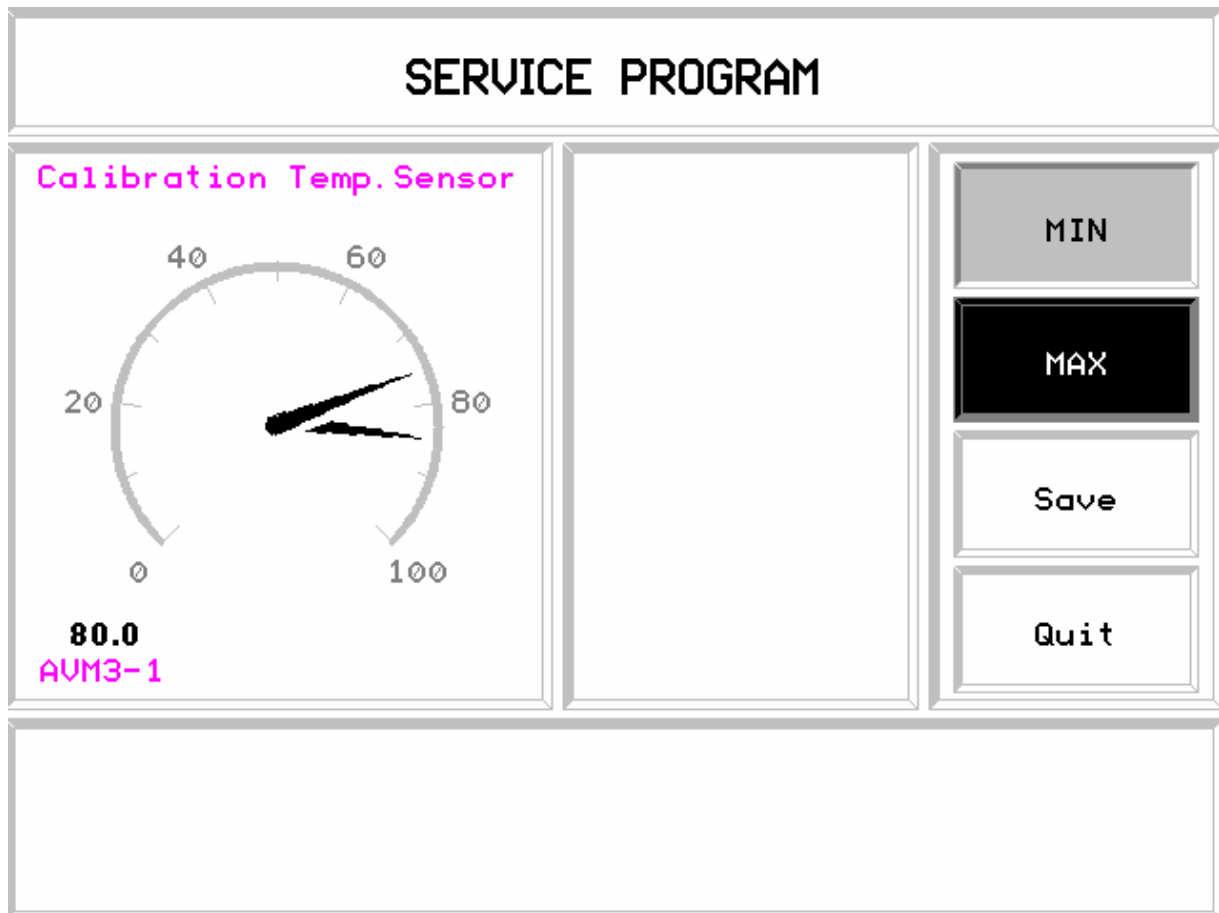 SERVICE PROGRAM
Calibration Temp.Sensor
40 60
20 80
0 100
80.0
AVM3-1
MIN
MAX
Save
Quit